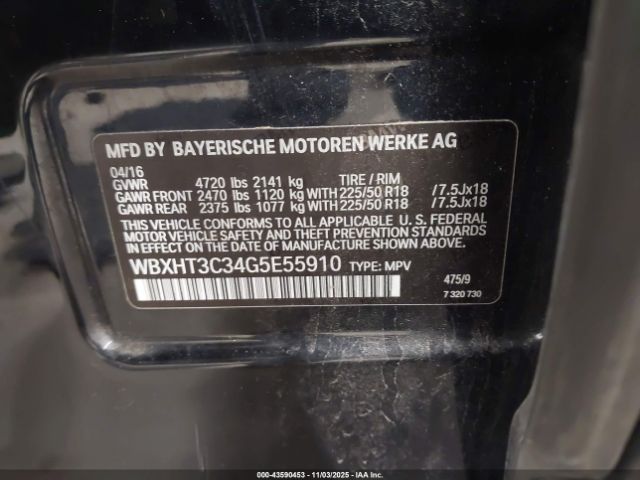 MFD BY BAYERISCHE MOTOREN WERKE AG
04/16
GVWR 4720 lbs 2141 kg TIRE / RIM
GAWR FRONT 2470 lbs 1120 kg WITH 225/50 R18 /7.5Jx18
GAWR REAR 2375 lbs 1077 kg WITH 225/50 R18 /7.5Jx18
THIS VEHICLE CONFORMS TO ALL APPLICABLE U. S. FEDERAL
MOTOR VEHICLE SAFETY AND THEFT PREVENTION STANDARDS
IN EFFECT ON THE DATE OF MANUFACTURE SHOWN ABOVE.
WBXHT3C34G5E55910 TYPE: MPV
475/9
7 320 730
000-43590453 - 11/03/2025 - IAAI.COM